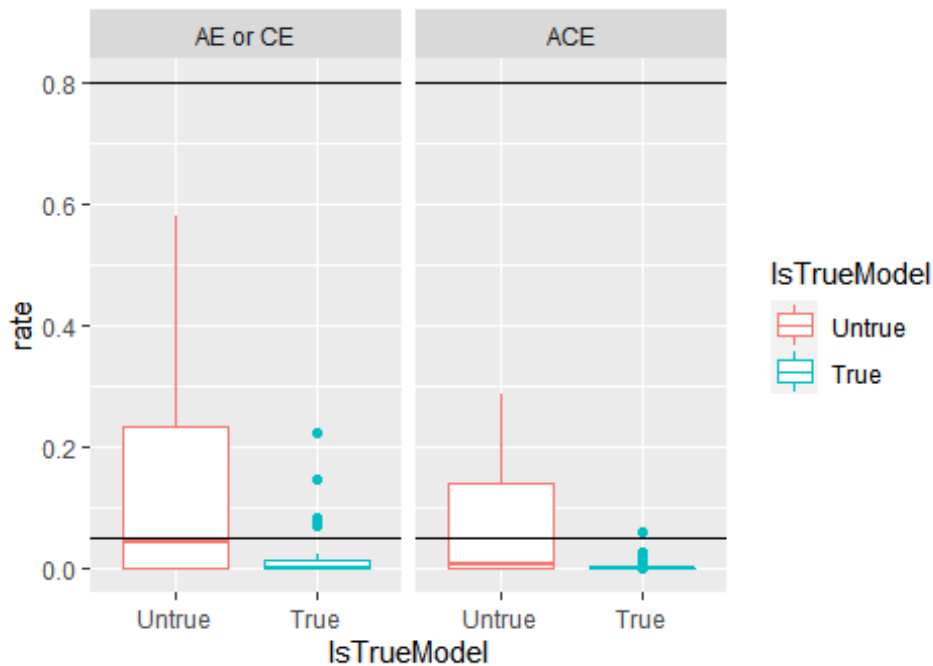 AE or CE
ACE
0.8
0.6
0.4
0.2
0.0
rate
Untrue
True
Untrue
True
IsTrueModel
IsTrueModel
Untrue
True